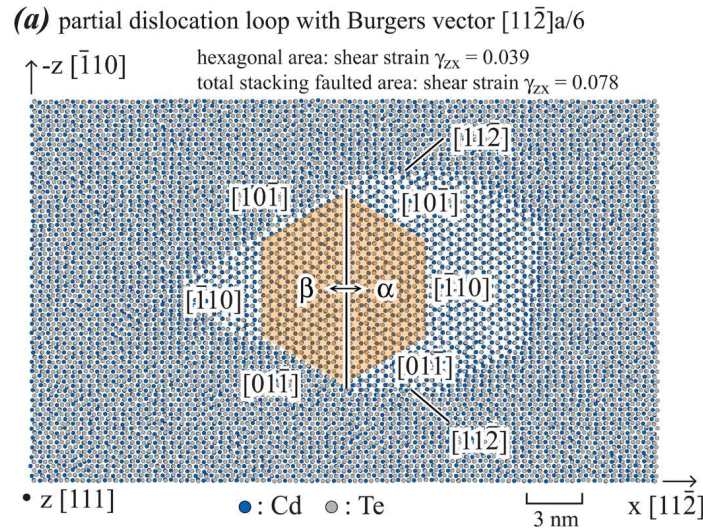 (a) partial dislocation loop with Burgers vector [112̄]a/6
hexagonal area: shear strain γzx = 0.039
total stacking faulted area: shear strain γzx = 0.078
-z [1̄10]
[112̄]
[101̄]
[101̄]
β ↔ α
[1̄10]
[1̄10]
[011̄]
[011̄]
[112̄]
• z [111]
: Cd : Te
3 nm
x [112̄]